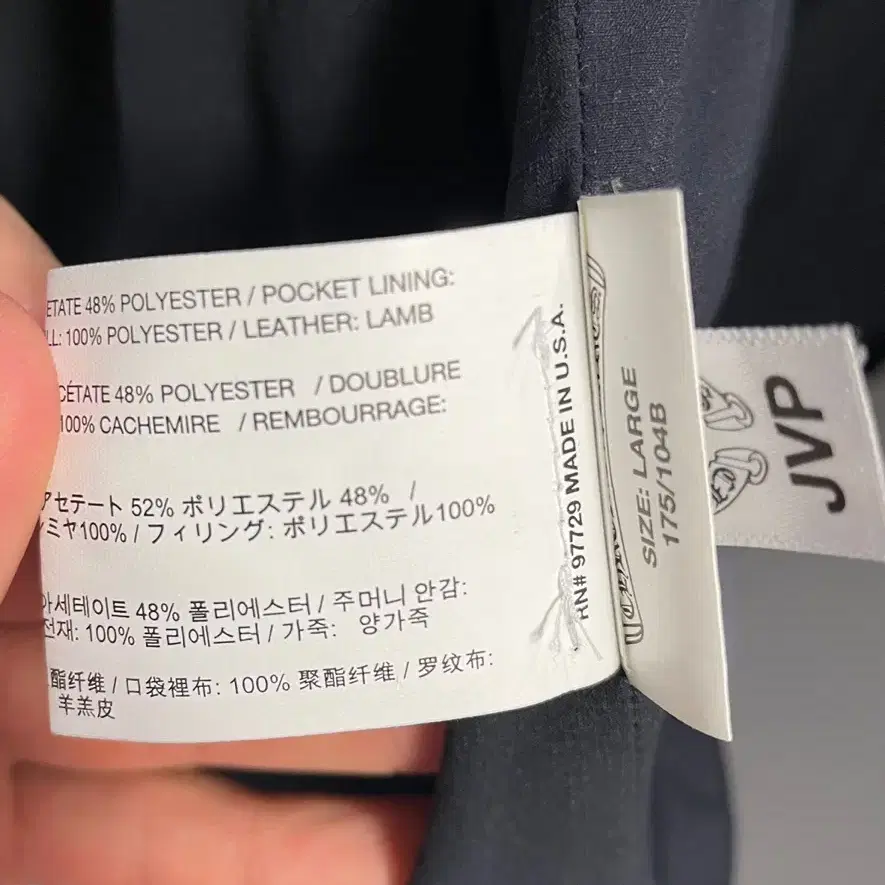 ETATE 48% POLYESTER / POCKET LINING:
LL: 100% POLYESTER / LEATHER: LAMB
CÉTATE 48% POLYESTER / DOUBLURE
100% CACHEMIRE / REMBOURRAGE:
アセテート 52% ポリエステル 48% /
ミヤ100% / フィリング: ポリエステル100%
아세테이트 48% 폴리에스터 / 주머니 안감:
전재: 100% 폴리에스터 / 가죽: 양가죽
酯纤维 / 口袋裡布: 100% 聚酯纤维 / 罗纹布:
羊羔皮
RN# 97729 MADE IN U.S.A.
SIZE: LARGE
175/104B
JVP